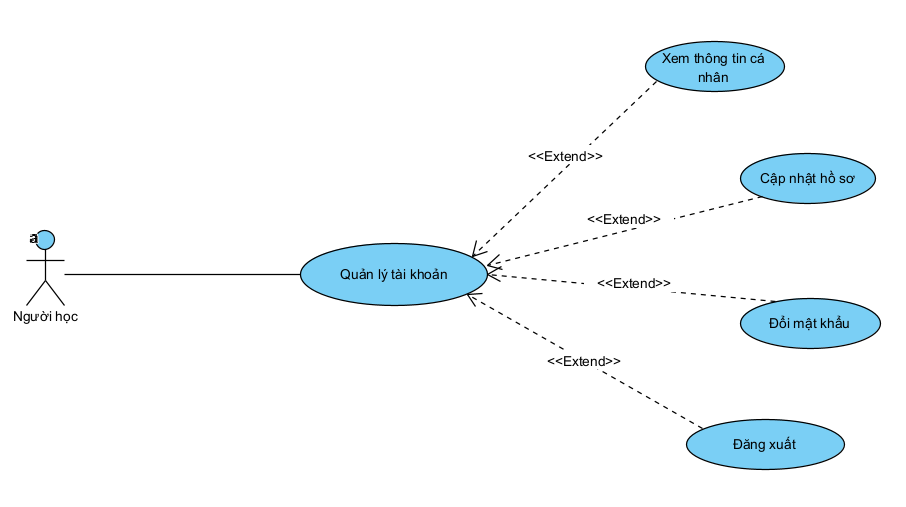 Xem thông tin cá
nhân
<<Extend>>
Cập nhật hồ sơ
<<Extend>>
a
Quản lý tài khoản
<<Extend>>
Người học
Đổi mật khẩu
<<Extend>>
Đăng xuất